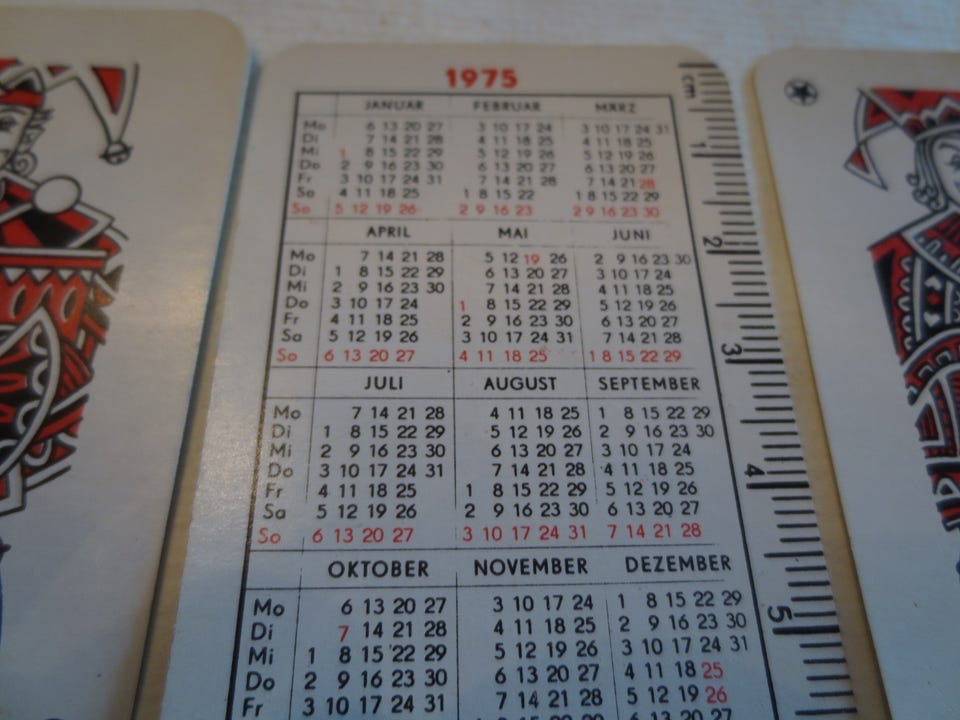 1975
JANUAR FEBRUAR MÄRZ
Mo 6 13 20 27 3 10 17 24 3 10 17 24 31
Di 7 14 21 28 4 11 18 25 4 11 18 25
Mi 1 8 15 22 29 5 12 19 26 5 12 19 26
Do 2 9 16 23 30 6 13 20 27 6 13 20 27
Fr 3 10 17 24 31 7 14 21 28 7 14 21 28
Sa 4 11 18 25 1 8 15 22 1 8 15 22 29
So 5 12 19 26 2 9 16 23 2 9 16 23 30
APRIL MAI JUNI
Mo 7 14 21 28 5 12 19 26 2 9 16 23 30
Di 1 8 15 22 29 6 13 20 27 3 10 17 24
Mi 2 9 16 23 30 7 14 21 28 4 11 18 25
Do 3 10 17 24 1 8 15 22 29 5 12 19 26
Fr 4 11 18 25 2 9 16 23 30 6 13 20 27
Sa 5 12 19 26 3 10 17 24 31 7 14 21 28
So 6 13 20 27 4 11 18 25 1 8 15 22 29
JULI AUGUST SEPTEMBER
Mo 7 14 21 28 4 11 18 25 1 8 15 22 29
Di 1 8 15 22 29 5 12 19 26 2 9 16 23 30
Mi 2 9 16 23 30 6 13 20 27 3 10 17 24
Do 3 10 17 24 31 7 14 21 28 4 11 18 25
Fr 4 11 18 25 1 8 15 22 29 5 12 19 26
Sa 5 12 19 26 2 9 16 23 30 6 13 20 27
So 6 13 20 27 3 10 17 24 31 7 14 21 28
OKTOBER NOVEMBER DEZEMBER
Mo 6 13 20 27 3 10 17 24 1 8 15 22 29
Di 7 14 21 28 4 11 18 25 2 9 16 23 30
Mi 1 8 15 22 29 5 12 19 26 3 10 17 24 31
Do 2 9 16 23 30 6 13 20 27 4 11 18 25
Fr 3 10 17 24 31 7 14 21 28 5 12 19 26
1 8 15 22 29 6 13 20 27
cm
1
2
3
4
5